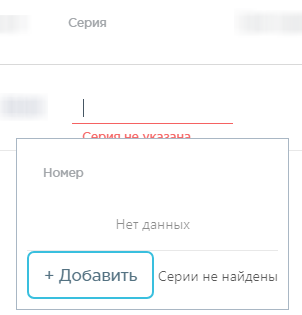 Серия
Серия не указана
Номер
Нет данных
+ Добавить
Серии не найдены